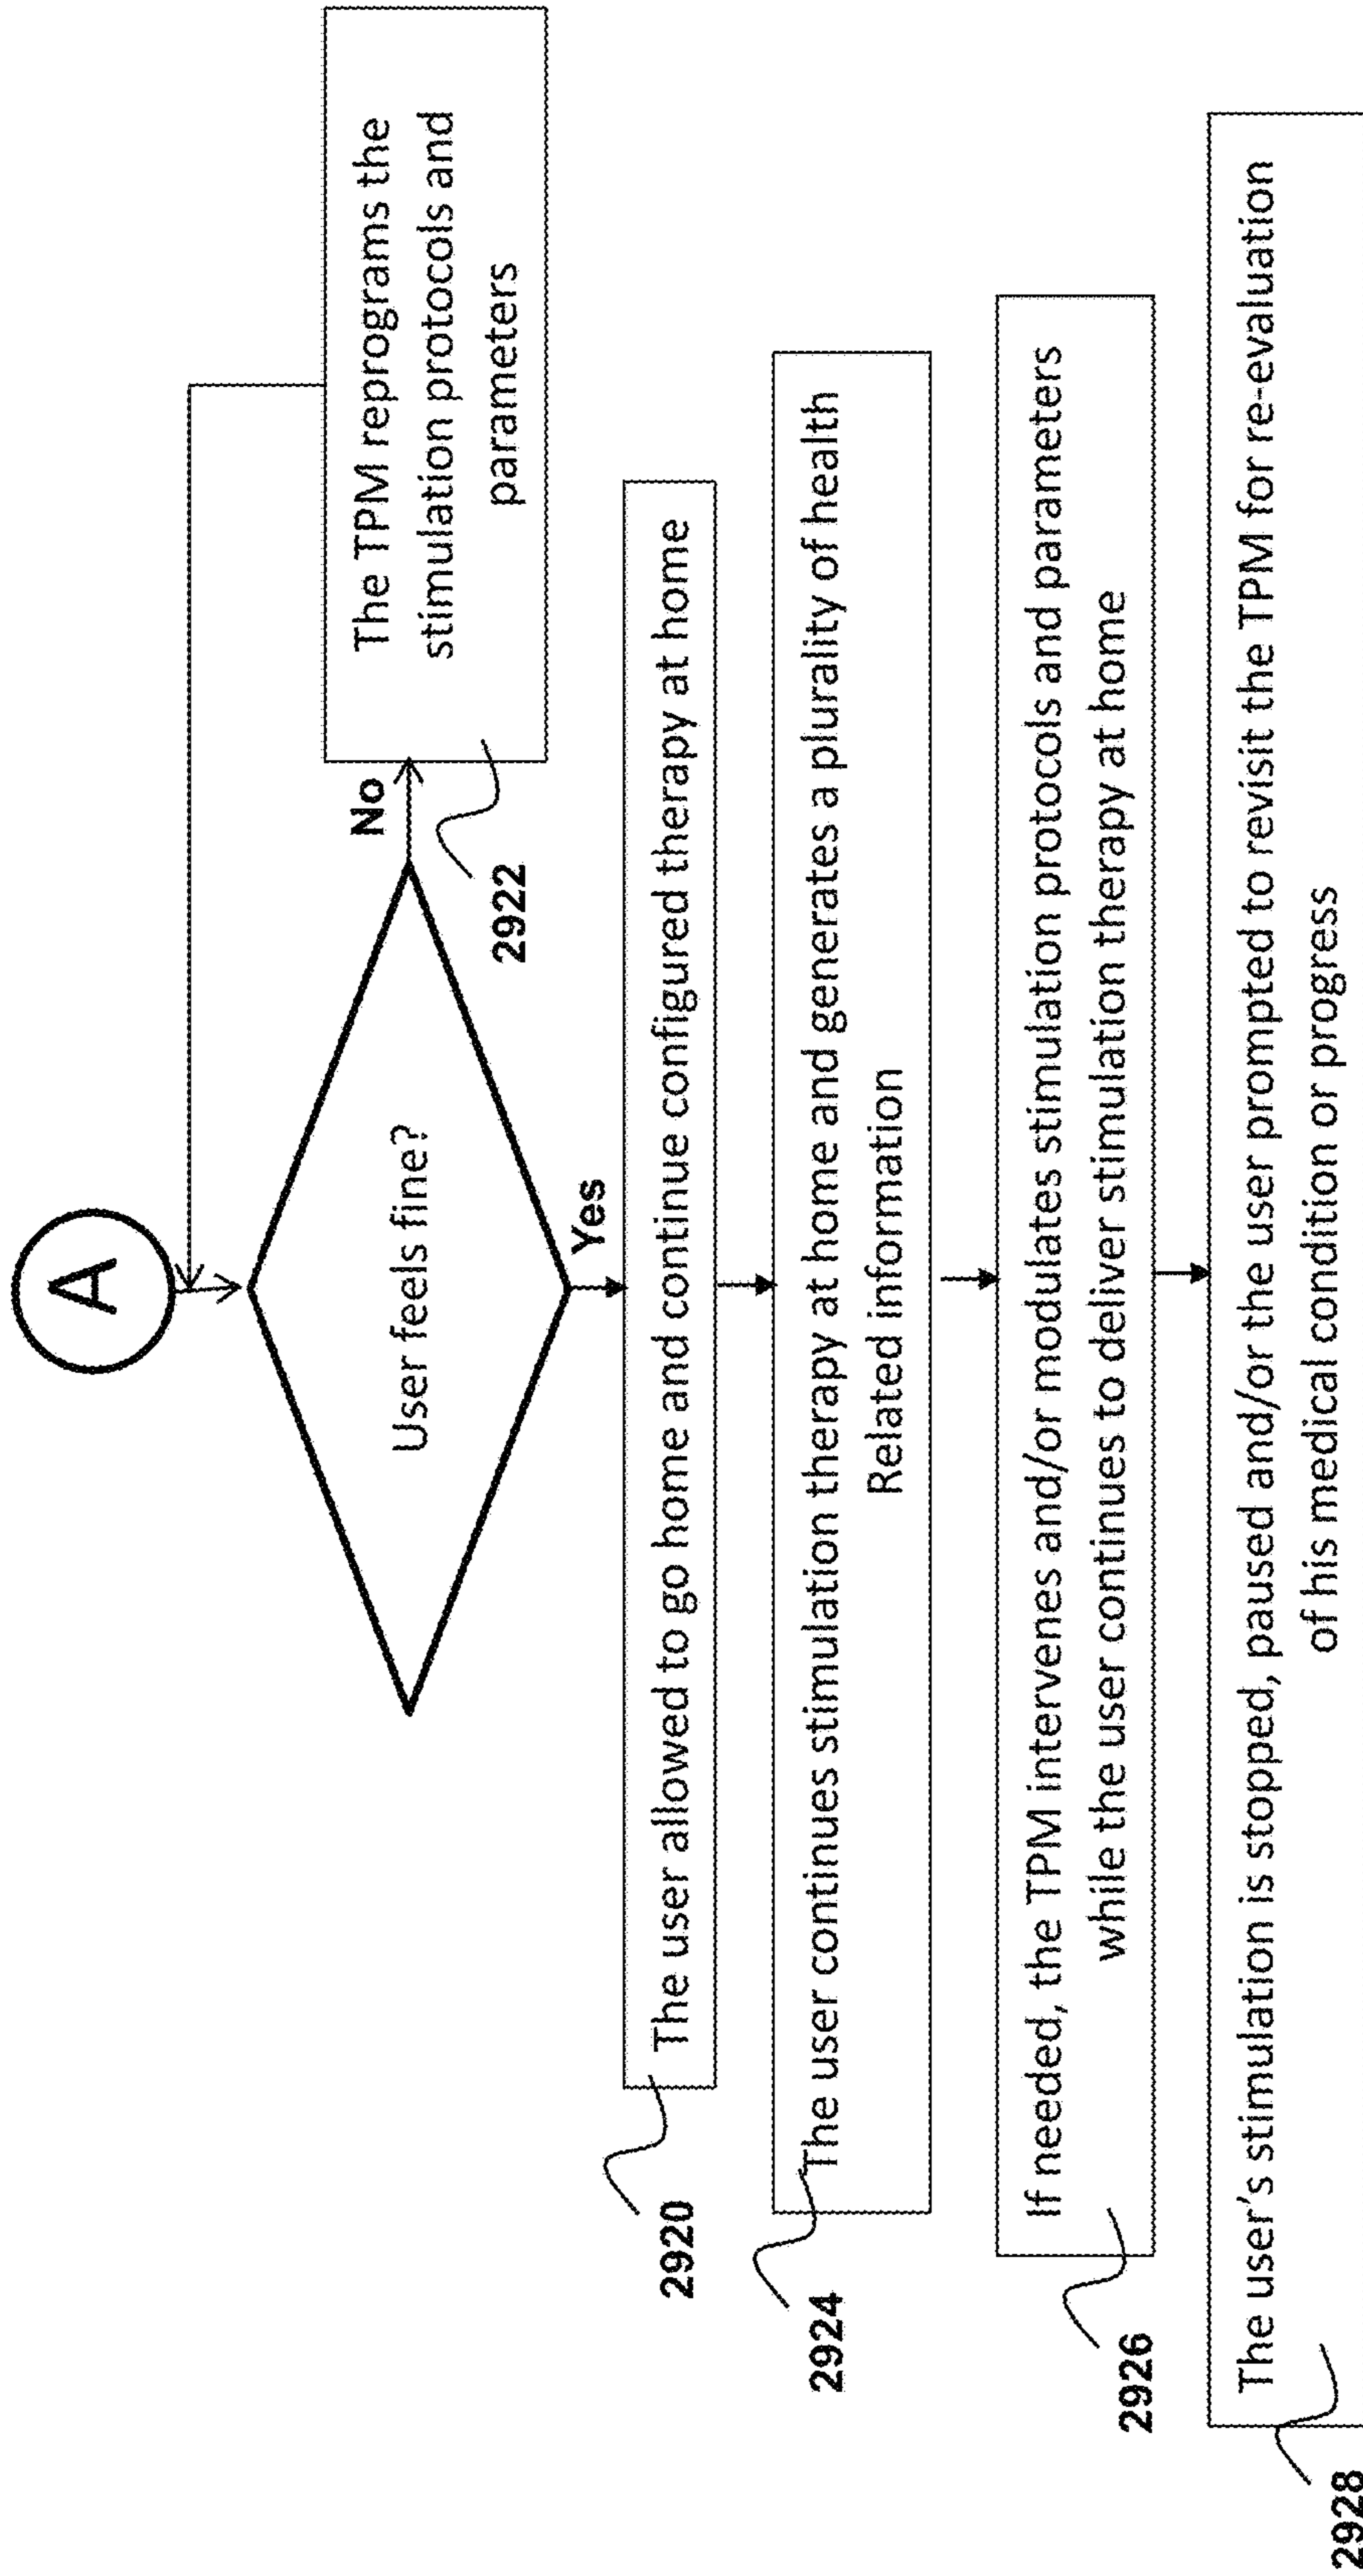 A
User feels fine?
No
The TPM reprograms the
stimulation protocols and
parameters
2922
Yes
2920
The user allowed to go home and continue configured therapy at home
2924
The user continues stimulation therapy at home and generates a plurality of health
Related information
2926
If needed, the TPM intervenes and/or modulates stimulation protocols and parameters
while the user continues to deliver stimulation therapy at home
2928
The user's stimulation is stopped, paused and/or the user prompted to revisit the TPM for re-evaluation
of his medical condition or progress